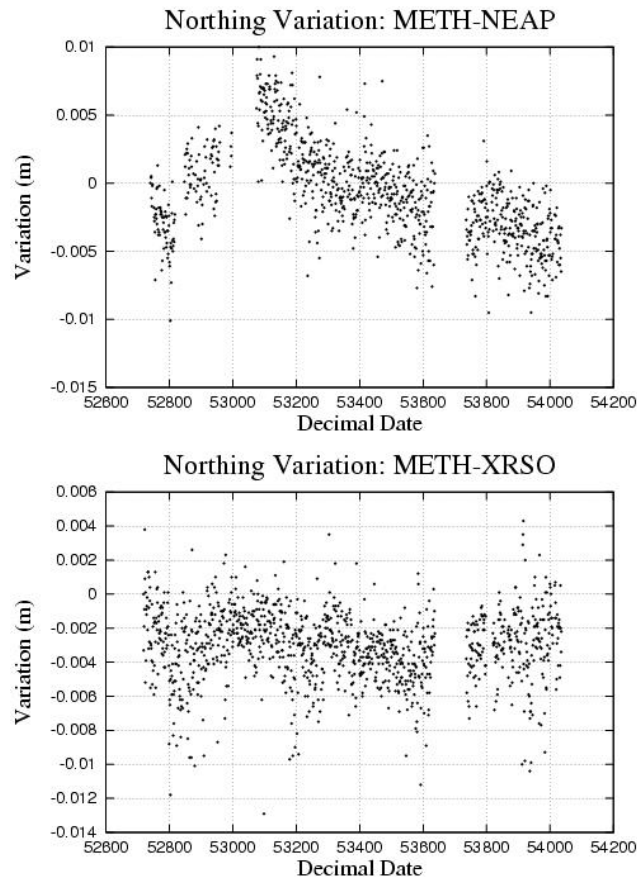 Northing Variation: METH-NEAP
0.01
0.005
0
-0.005
-0.01
-0.015
Variation (m)
52600 52800 53000 53200 53400 53600 53800 54000 54200
Decimal Date
Northing Variation: METH-XRSO
0.006
0.004
0.002
0
-0.002
-0.004
-0.006
-0.008
-0.01
-0.012
-0.014
Variation (m)
52600 52800 53000 53200 53400 53600 53800 54000 54200
Decimal Date